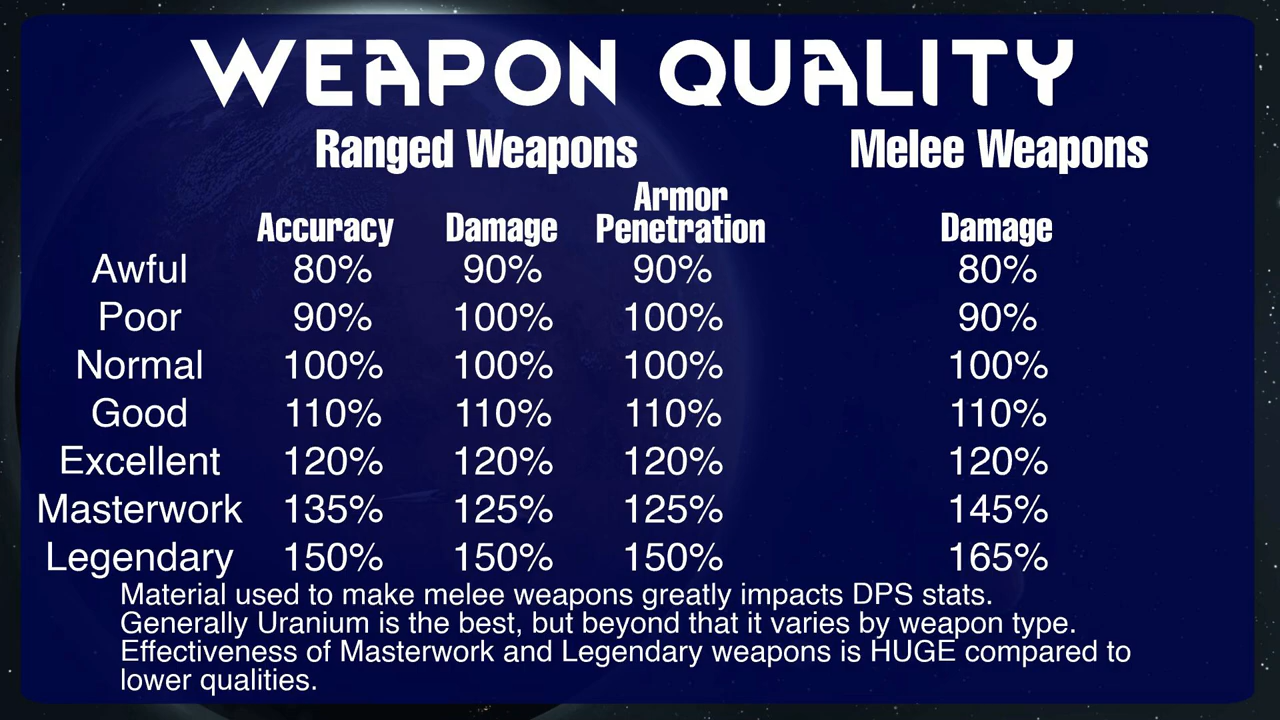 WEAPON QUALITY
Ranged Weapons Melee Weapons
Accuracy Damage Armor Penetration Damage
Awful 80% 90% 90% 80%
Poor 90% 100% 100% 90%
Normal 100% 100% 100% 100%
Good 110% 110% 110% 110%
Excellent 120% 120% 120% 120%
Masterwork 135% 125% 125% 145%
Legendary 150% 150% 150% 165%
Material used to make melee weapons greatly impacts DPS stats.
Generally Uranium is the best, but beyond that it varies by weapon type.
Effectiveness of Masterwork and Legendary weapons is HUGE compared to
lower qualities.